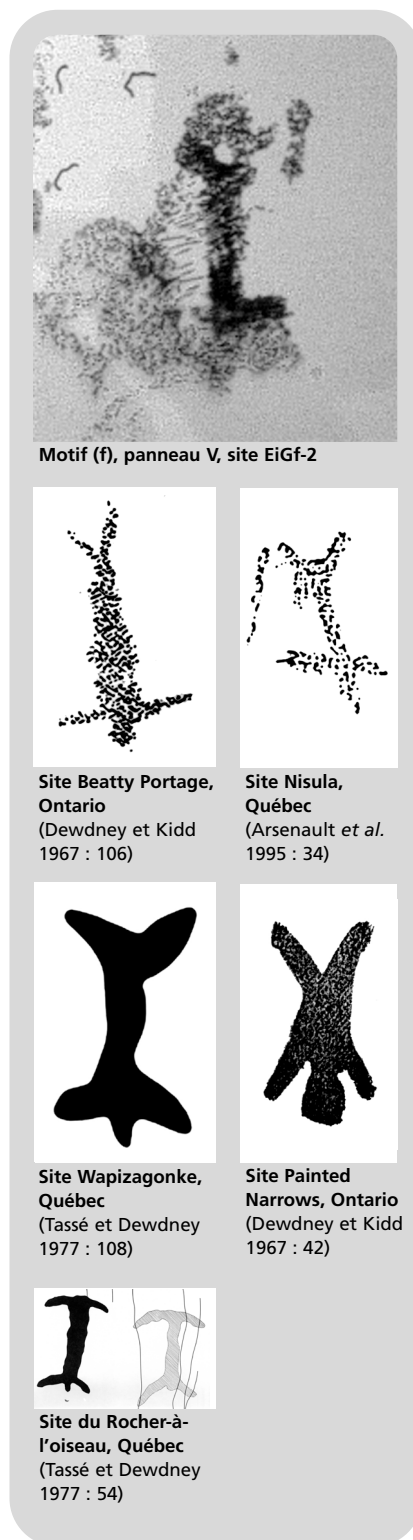 Motif (f), panneau V, site EiGf-2
Site Beatty Portage,
Ontario
(Dewdney et Kidd
1967 : 106)
Site Nisula,
Québec
(Arsenault et al.
1995 : 34)
Site Wapizagonke,
Québec
(Tassé et Dewdney
1977 : 108)
Site Painted
Narrows, Ontario
(Dewdney et Kidd
1967 : 42)
Site du Rocher-à-
l'oiseau, Québec
(Tassé et Dewdney
1977 : 54)